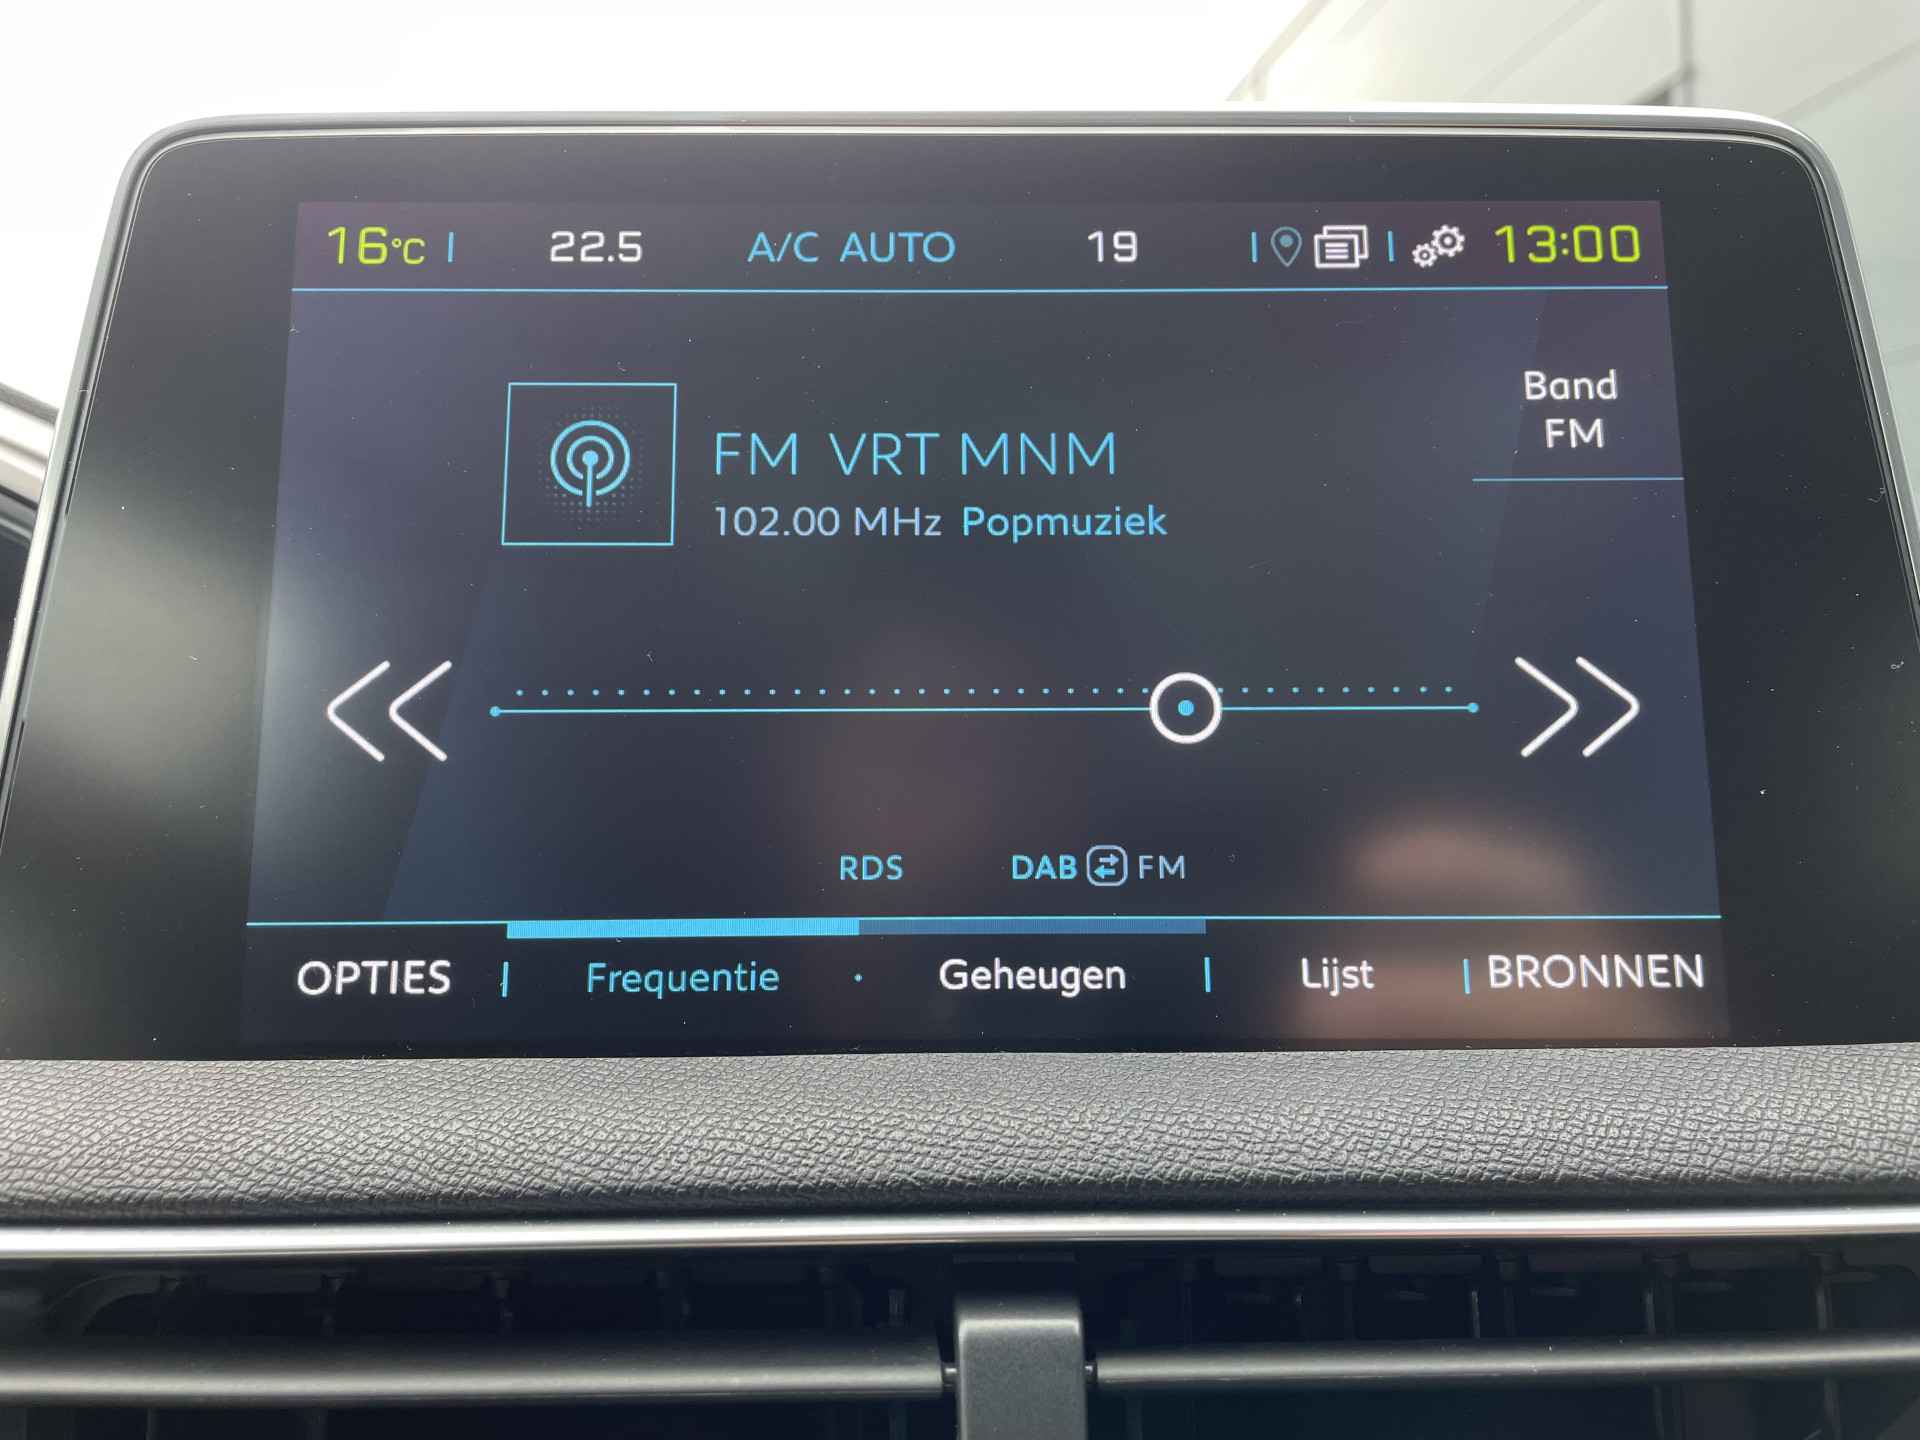 16°C 22.5 A/C AUTO 19 13:00
Band
FM
FM VRT MNM
102.00 MHz Popmuziek
RDS DAB FM
OPTIES Frequentie Geheugen Lijst BRONNEN